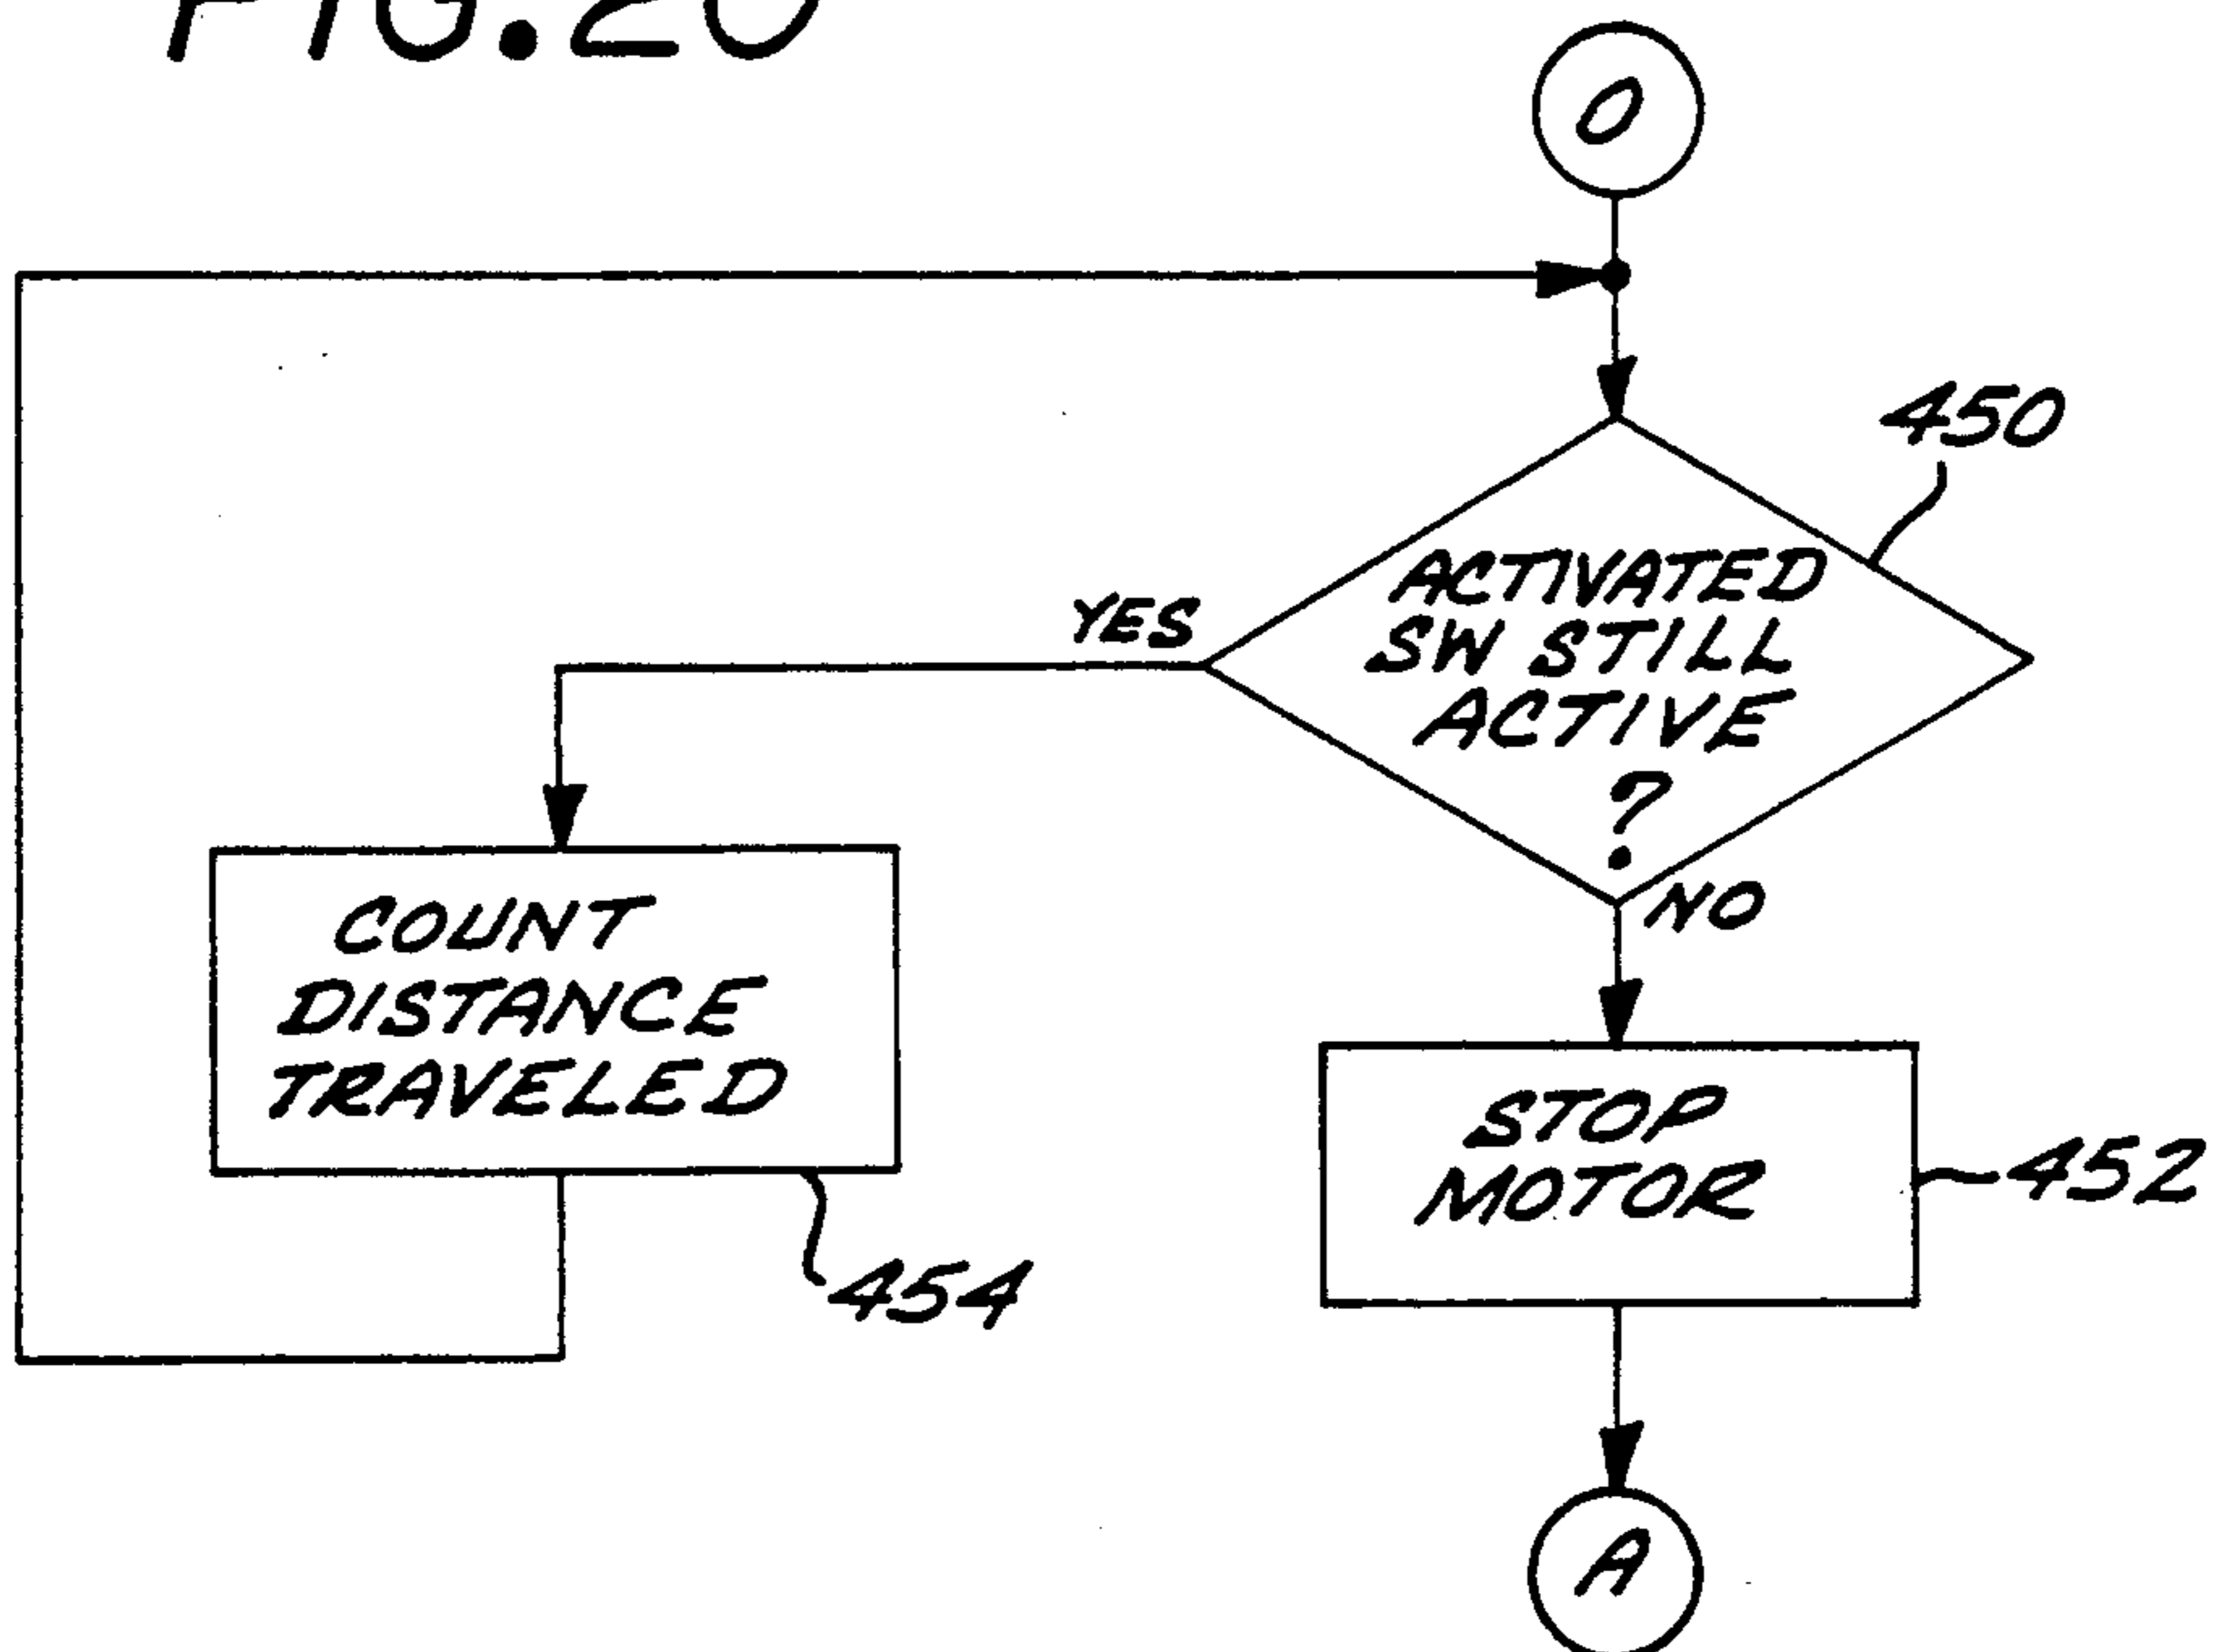 FIG. 20
O
450
ACTIVATED
SW STILL
ACTIVE
?
YES
NO
COUNT
DISTANCE
TRAVELED
454
STOP
MOTOR
452
A